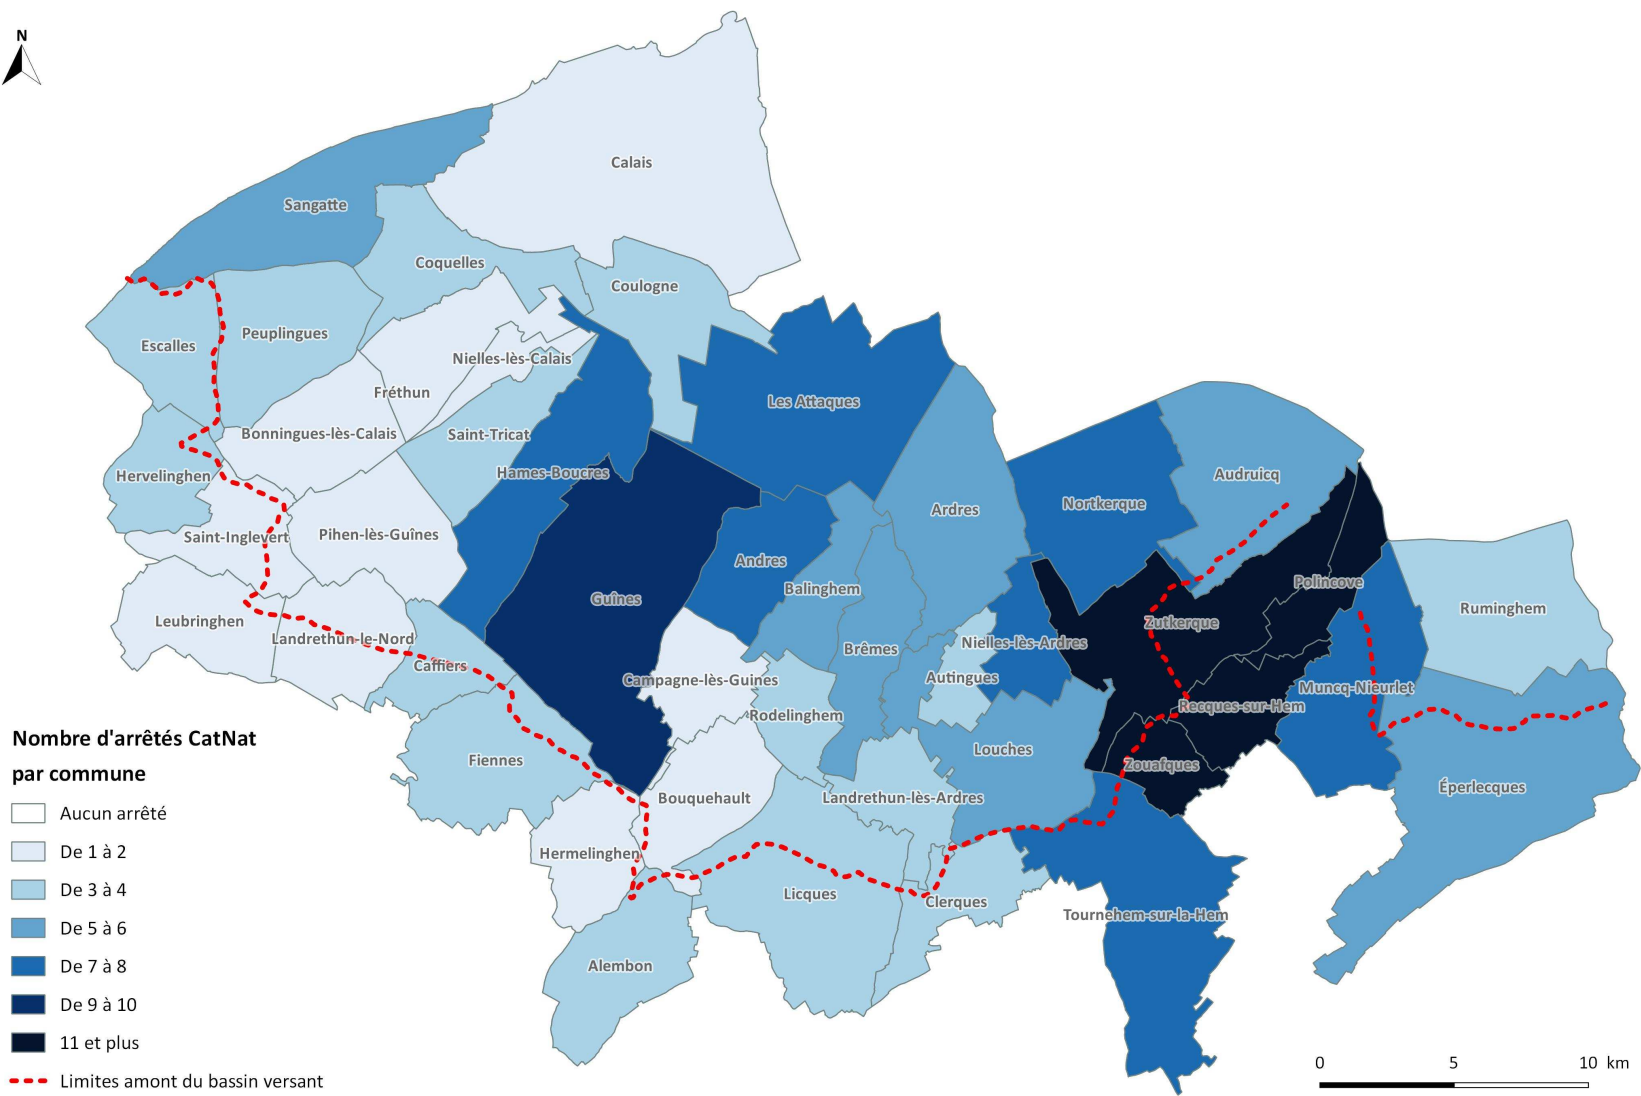 N
Calais
Sangatte
Coquelles
Coulogne
Peuplingues
Escalles
Nielles-lès-Calais
Fréthun
Les Attaques
Bonningues-lès-Calais
Saint-Tricat
Hames-Boucres
Hervelinghen
Audruicq
Nortkerque
Ardres
Saint-Inglevert
Pihen-lès-Guînes
Andres
Balinghem
Polincove
Guînes
Ruminghem
Leubringhen
Zutkerque
Landrethun-le-Nord
Nielles-lès-Ardres
Brêmes
Caffiers
Autingues
Campagne-lès-Guines
Muncq-Nieurlet
Recques-sur-Hem
Rodelinghem
Louches
Fiennes
Zouafques
Éperlecques
Bouquehault
Landrethun-lès-Ardres
Hermelinghen
Licques
Clerques
Tournehem-sur-la-Hem
Alembon
Nombre d'arrêtés CatNat
par commune
Aucun arrêté
De 1 à 2
De 3 à 4
De 5 à 6
De 7 à 8
De 9 à 10
11 et plus
Limites amont du bassin versant
0 5 10 km